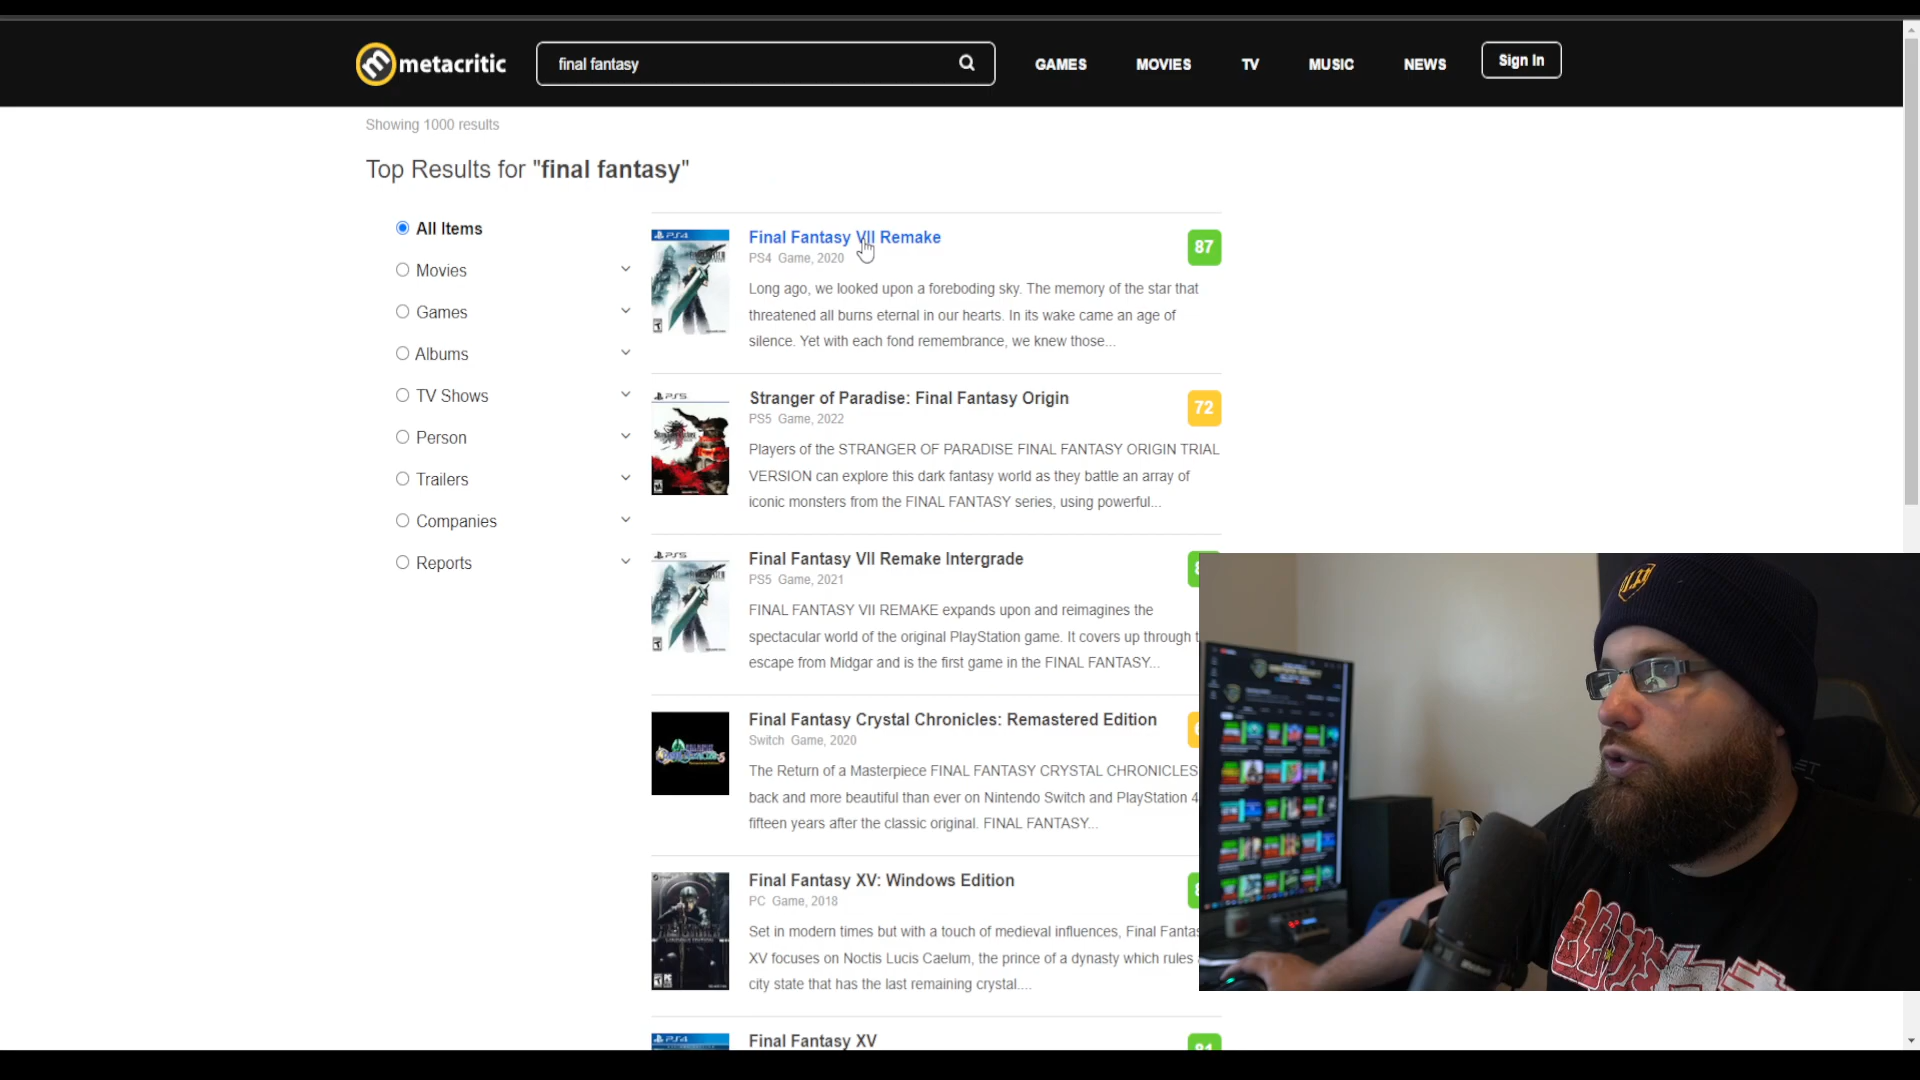 metacritic
final fantasy
GAMES
MOVIES
TV
MUSIC
NEWS
Sign In
Showing 1000 results
Top Results for "final fantasy"
All Items
Movies
Games
Albums
TV Shows
Person
Trailers
Companies
Reports
PS4
Final Fantasy VII Remake
PS4 Game, 2020
87
Long ago, we looked upon a foreboding sky. The memory of the star that
threatened all burns eternal in our hearts. In its wake came an age of
silence. Yet with each fond remembrance, we knew those...
PS5
Stranger of Paradise: Final Fantasy Origin
PS5 Game, 2022
72
Players of the STRANGER OF PARADISE FINAL FANTASY ORIGIN TRIAL
VERSION can explore this dark fantasy world as they battle an array of
iconic monsters from the FINAL FANTASY series, using powerful...
PS5
Final Fantasy VII Remake Intergrade
PS5 Game, 2021
FINAL FANTASY VII REMAKE expands upon and reimagines the
spectacular world of the original PlayStation game. It covers up through
escape from Midgar and is the first game in the FINAL FANTASY...
Final Fantasy Crystal Chronicles: Remastered Edition
Switch Game, 2020
The Return of a Masterpiece FINAL FANTASY CRYSTAL CHRONICLES
back and more beautiful than ever on Nintendo Switch and PlayStation 4
fifteen years after the classic original. FINAL FANTASY...
Final Fantasy XV: Windows Edition
PC Game, 2018
Set in modern times but with a touch of medieval influences, Final
XV focuses on Noctis Lucis Caelum, the prince of a dynasty which rules
city state that has the last remaining crystal....
PS4
Final Fantasy XV
81